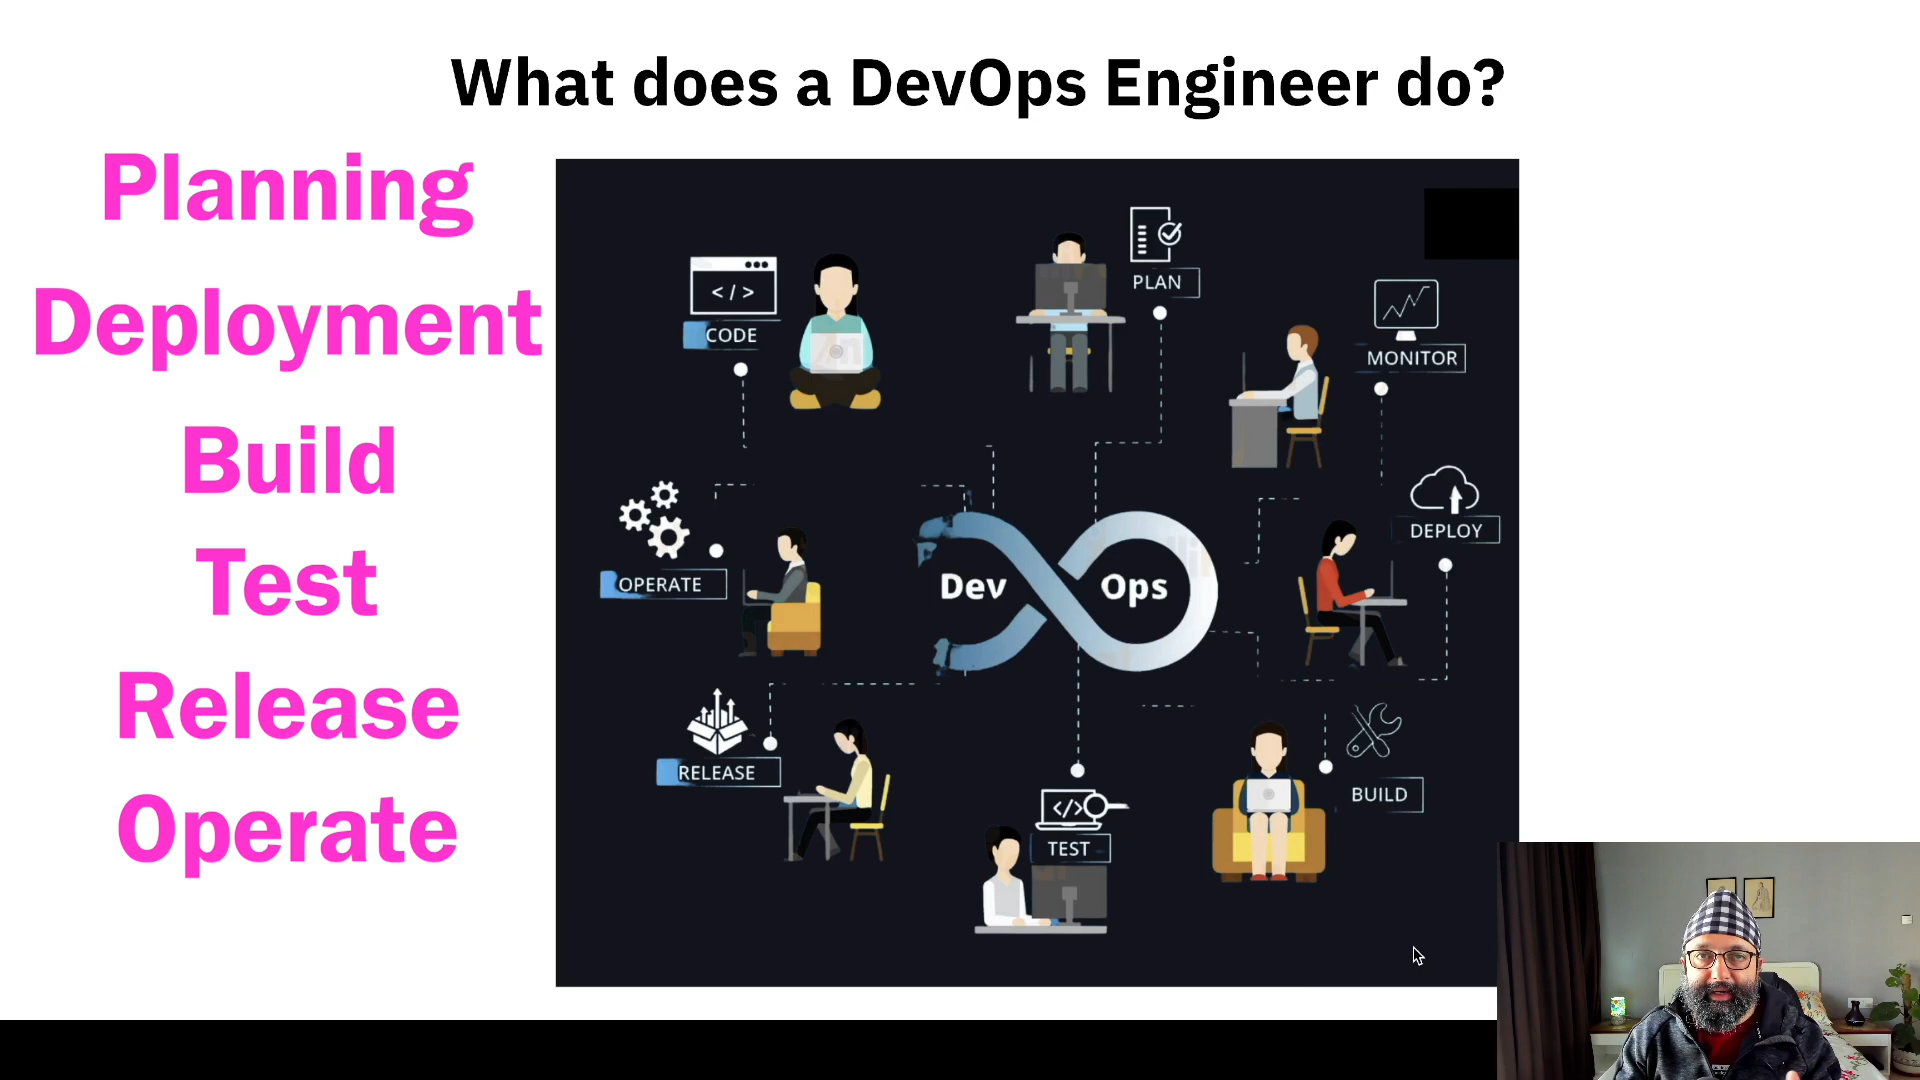 What does a DevOps Engineer do?
Planning
Deployment
Build
Test
Release
Operate
PLAN
</>
CODE
MONITOR
DEPLOY
OPERATE
Dev
Ops
RELEASE
BUILD
</>
TEST